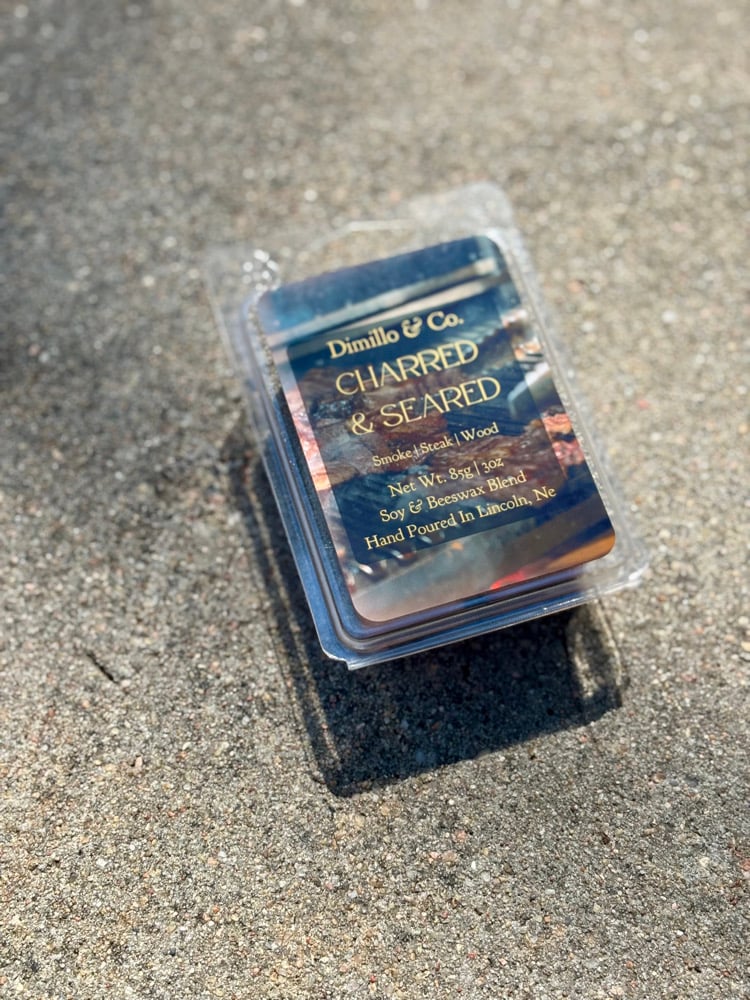 Dimillo & Co.
CHARRED
& SEARED
Smoke | Steak | Wood
Net Wt. 85g | 3oz
Soy & Beeswax Blend
Hand Poured In Lincoln, Ne